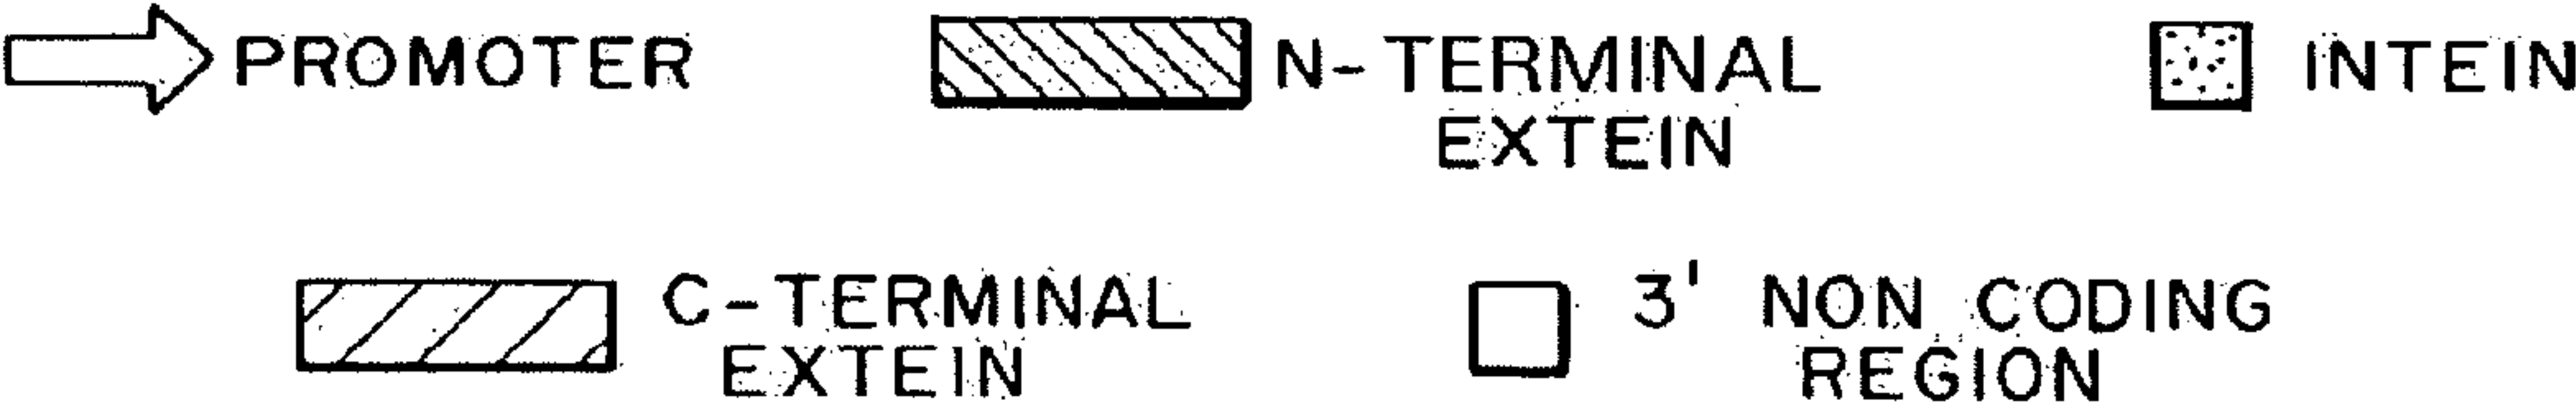 PROMOTER
N-TERMINAL
EXTEIN
INTEIN
C-TERMINAL
EXTEIN
3' NON CODING
REGION